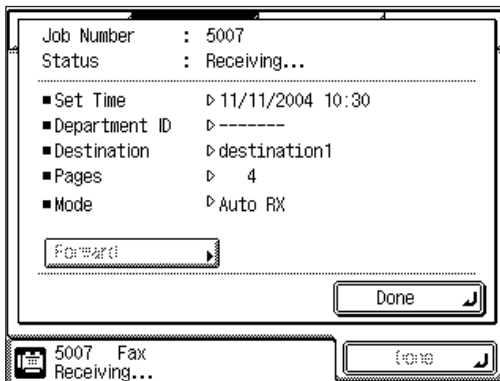 Job Number : 5007
Status : Receiving...
■Set Time ▷11/11/2004 10:30
■Department ID ▷-------
■Destination ▷destination1
■Pages ▷ 4
■Mode ▷Auto RX
Forward
Done
5007 Fax
Receiving...
Done